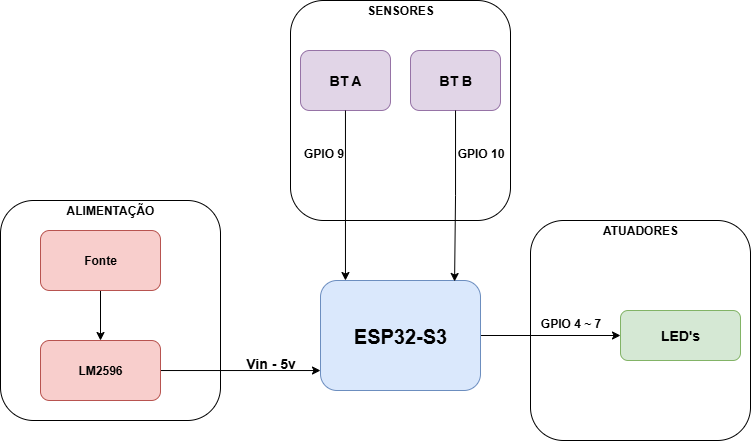 SENSORES
BT A
BT B
GPIO 9
GPIO 10
ALIMENTAÇÃO
Fonte
LM2596
Vin - 5v
ESP32-S3
ATUADORES
GPIO 4 ~ 7
LED's